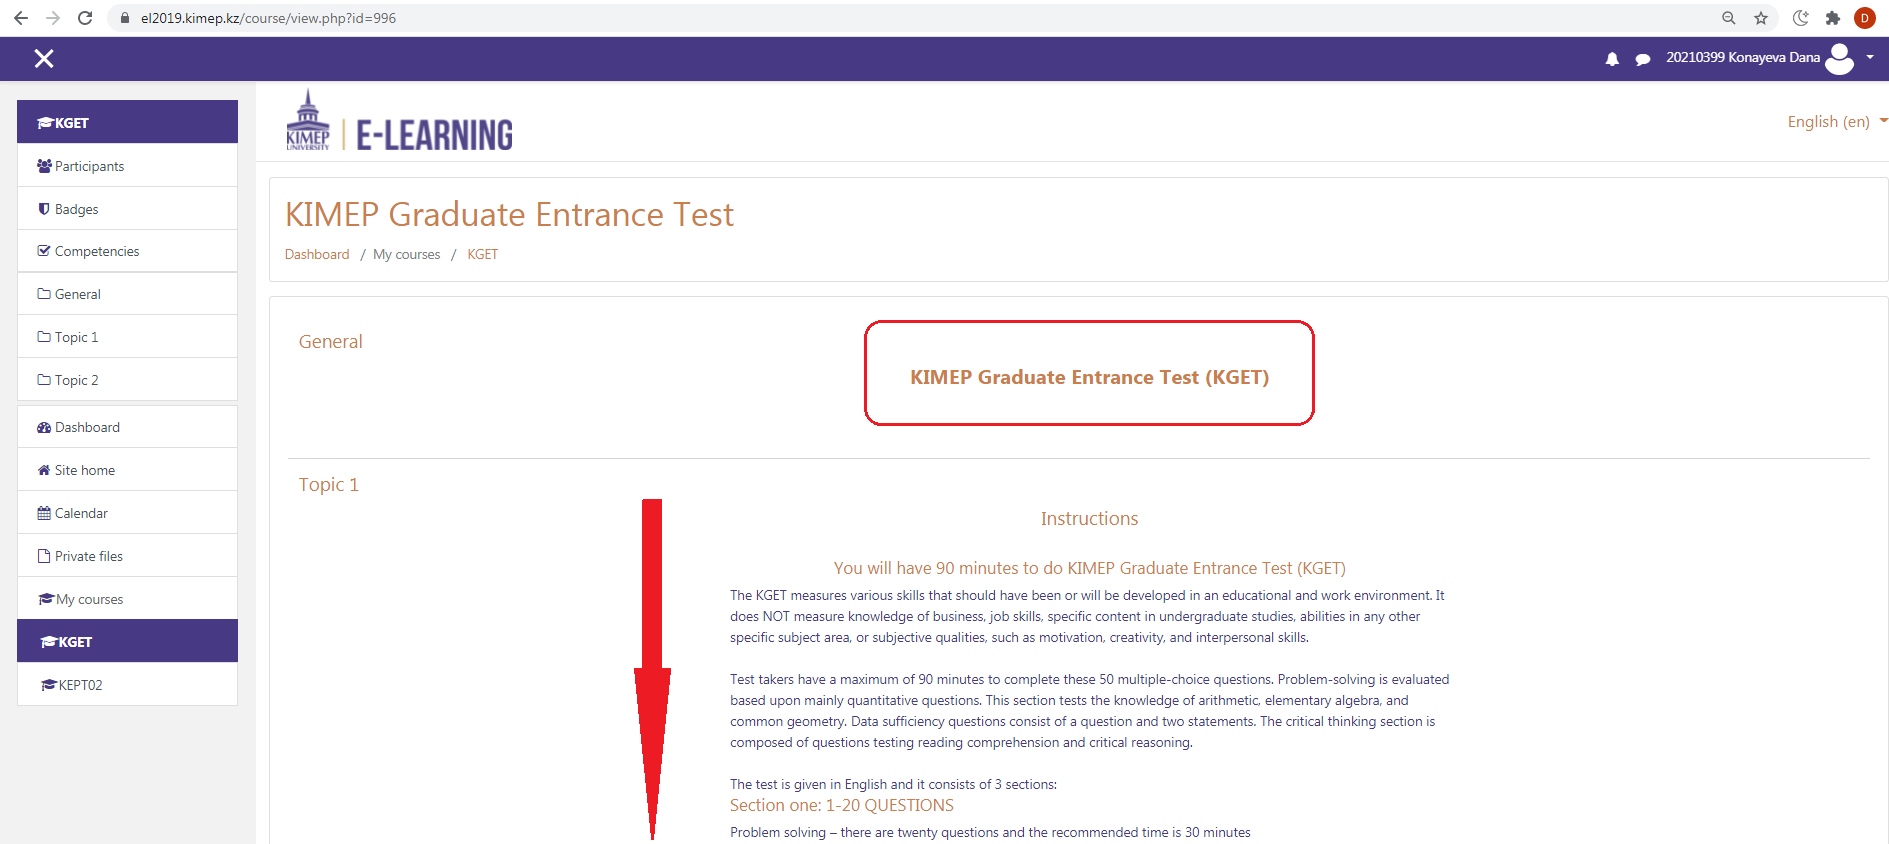 el2019.kimep.kz/course/view.php?id=996
D
20210399 Konayeva Dana
KGET
Participants
Badges
Competencies
General
Topic 1
Topic 2
Dashboard
Site home
Calendar
Private files
My courses
KGET
KEPT02
KIMEP
UNIVERSITY
E-LEARNING
English (en)
KIMEP Graduate Entrance Test
Dashboard / My courses / KGET
General
KIMEP Graduate Entrance Test (KGET)
Topic 1
Instructions
You will have 90 minutes to do KIMEP Graduate Entrance Test (KGET)
The KGET measures various skills that should have been or will be developed in an educational and work environment. It
does NOT measure knowledge of business, job skills, specific content in undergraduate studies, abilities in any other
specific subject area, or subjective qualities, such as motivation, creativity, and interpersonal skills.
Test takers have a maximum of 90 minutes to complete these 50 multiple-choice questions. Problem-solving is evaluated
based upon mainly quantitative questions. This section tests the knowledge of arithmetic, elementary algebra, and
common geometry. Data sufficiency questions consist of a question and two statements. The critical thinking section is
composed of questions testing reading comprehension and critical reasoning.
The test is given in English and it consists of 3 sections:
Section one: 1-20 QUESTIONS
Problem solving – there are twenty questions and the recommended time is 30 minutes